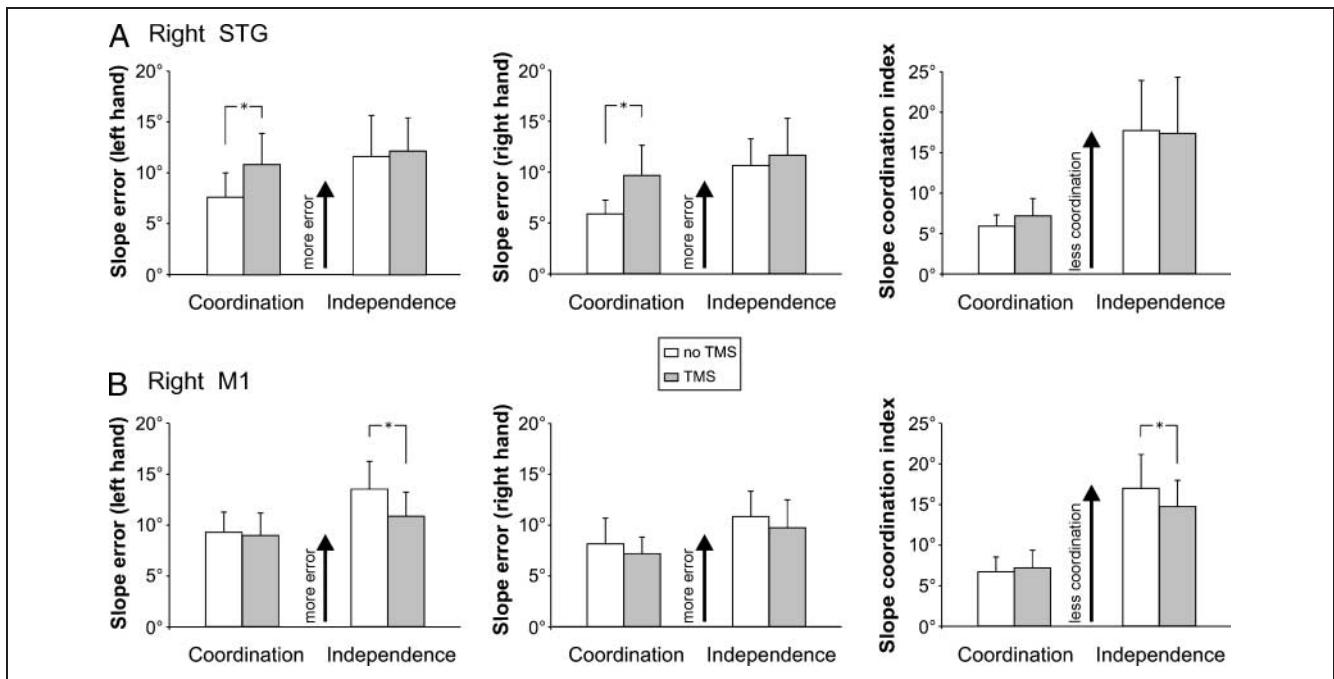 A Right STG
Slope error (left hand)
20°
15°
10°
5°
0°
*
more error
Coordination Independence
Slope error (right hand)
20°
15°
10°
5°
0°
*
more error
Coordination Independence
Slope coordination index
25°
20°
15°
10°
5°
0°
less coordination
Coordination Independence
no TMS
TMS
B Right M1
Slope error (left hand)
20°
15°
10°
5°
0°
*
more error
Coordination Independence
Slope error (right hand)
20°
15°
10°
5°
0°
more error
Coordination Independence
Slope coordination index
25°
20°
15°
10°
5°
0°
*
less coordination
Coordination Independence